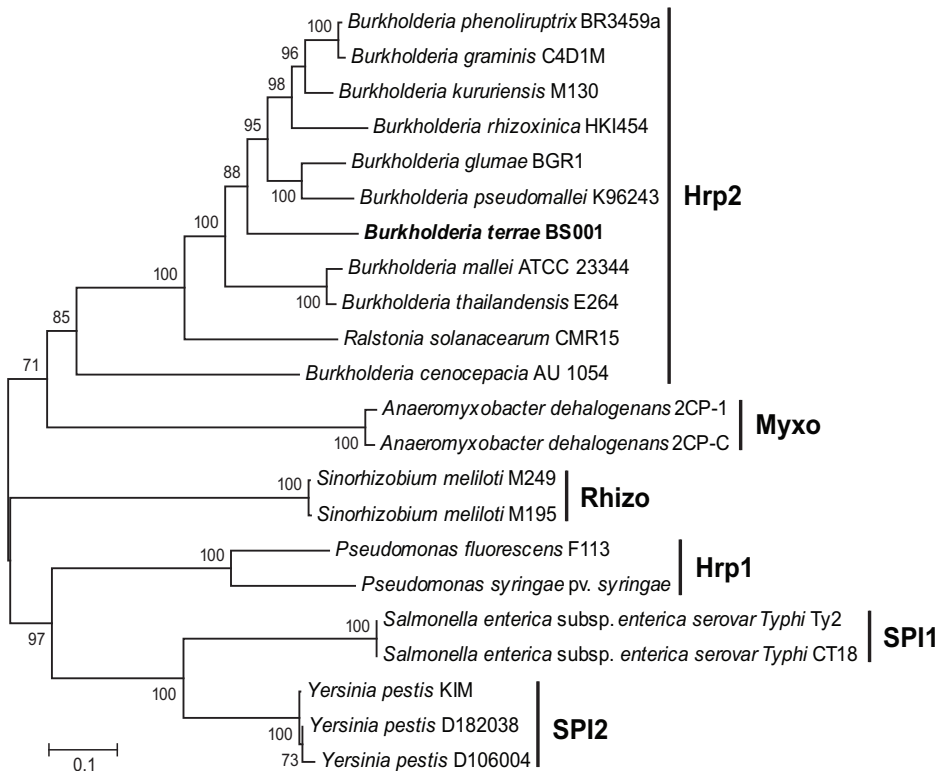 100
Burkholderia phenoliruptrix BR3459a
96
Burkholderia graminis C4D1M
98
Burkholderia kururiensis M130
95
Burkholderia rhizoxinica HKI454
88
Burkholderia glumae BGR1
100
Burkholderia pseudomallei K96243
Hrp2
100
Burkholderia terrae BS001
100
Burkholderia mallei ATCC 23344
100
Burkholderia thailandensis E264
85
Ralstonia solanacearum CMR15
71
Burkholderia cenocepacia AU 1054
Anaeromyxobacter dehalogenans 2CP-1
100
Anaeromyxobacter dehalogenans 2CP-C
Myxo
100
Sinorhizobium meliloti M249
Sinorhizobium meliloti M195
Rhizo
100
Pseudomonas fluorescens F113
Pseudomonas syringae pv. syringae
Hrp1
97
100
Salmonella enterica subsp. enterica serovar Typhi Ty2
Salmonella enterica subsp. enterica serovar Typhi CT18
SPI1
100
Yersinia pestis KIM
100
Yersinia pestis D182038
73
Yersinia pestis D106004
SPI2
0.1